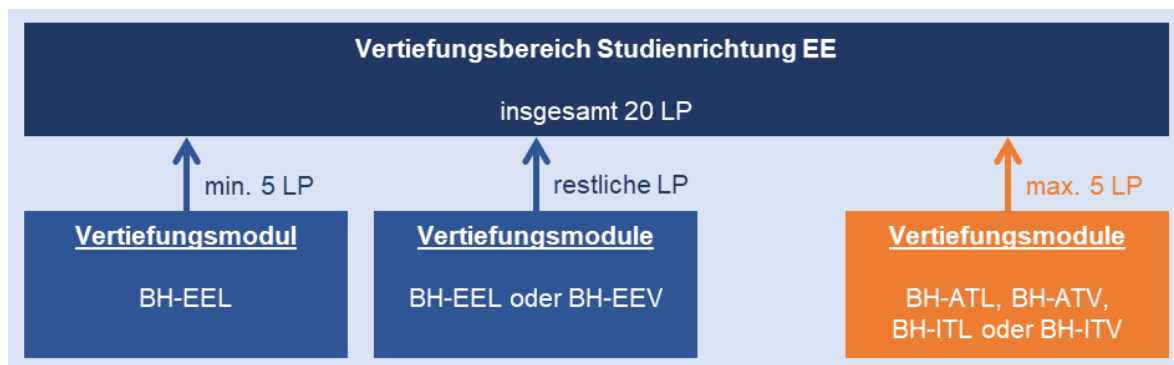 Vertiefungsbereich Studienrichtung EE
insgesamt 20 LP
min. 5 LP
restliche LP
max. 5 LP
Vertiefungsmodul
BH-EEL
Vertiefungsmodule
BH-EEL oder BH-EEV
Vertiefungsmodule
BH-ATL, BH-ATV,
BH-ITL oder BH-ITV